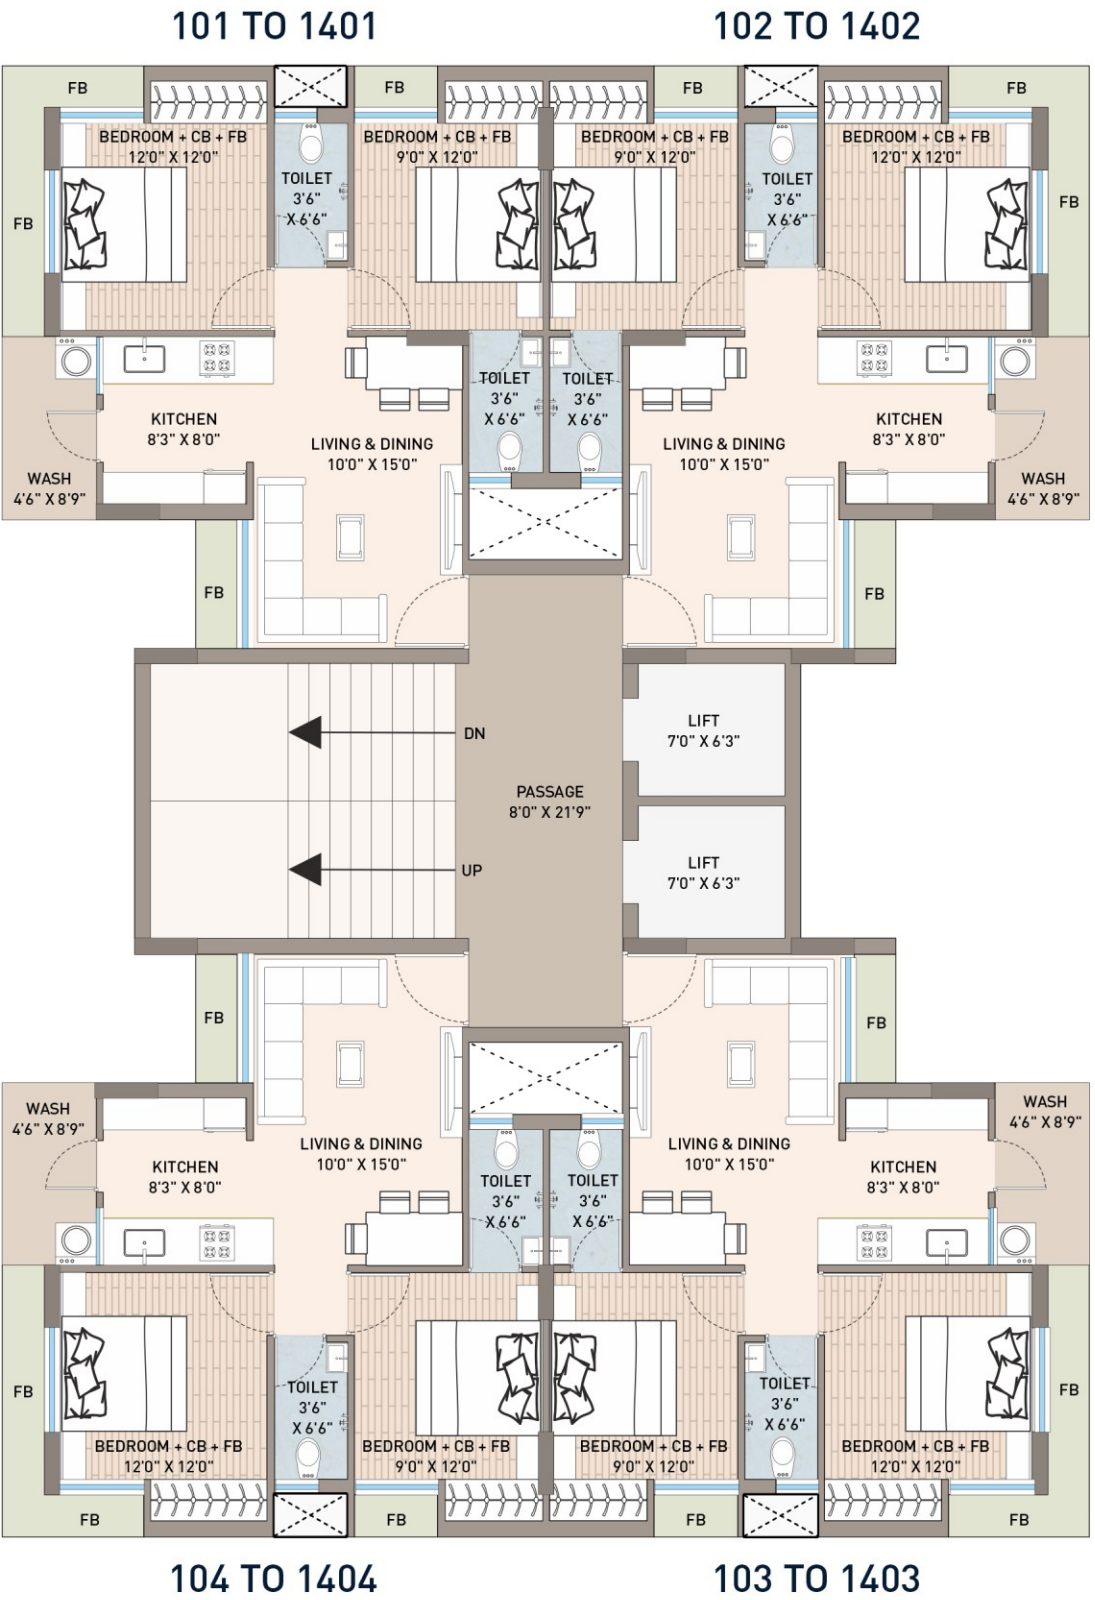 101 TO 1401
102 TO 1402
FB
FB
FB
FB
BEDROOM + CB + FB
12'0" X 12'0"
BEDROOM + CB + FB
9'0" X 12'0"
BEDROOM + CB + FB
9'0" X 12'0"
BEDROOM + CB + FB
12'0" X 12'0"
TOILET
3'6"
X 6'6"
TOILET
3'6"
X 6'6"
FB
FB
TOILET
3'6"
X 6'6"
TOILET
3'6"
X 6'6"
KITCHEN
8'3" X 8'0"
LIVING & DINING
10'0" X 15'0"
LIVING & DINING
10'0" X 15'0"
KITCHEN
8'3" X 8'0"
WASH
4'6" X 8'9"
WASH
4'6" X 8'9"
FB
FB
DN
LIFT
7'0" X 6'3"
PASSAGE
8'0" X 21'9"
UP
LIFT
7'0" X 6'3"
FB
FB
WASH
4'6" X 8'9"
WASH
4'6" X 8'9"
KITCHEN
8'3" X 8'0"
LIVING & DINING
10'0" X 15'0"
LIVING & DINING
10'0" X 15'0"
KITCHEN
8'3" X 8'0"
TOILET
3'6"
X 6'6"
TOILET
3'6"
X 6'6"
FB
FB
TOILET
3'6"
X 6'6"
TOILET
3'6"
X 6'6"
BEDROOM + CB + FB
12'0" X 12'0"
BEDROOM + CB + FB
9'0" X 12'0"
BEDROOM + CB + FB
9'0" X 12'0"
BEDROOM + CB + FB
12'0" X 12'0"
FB
FB
FB
FB
104 TO 1404
103 TO 1403